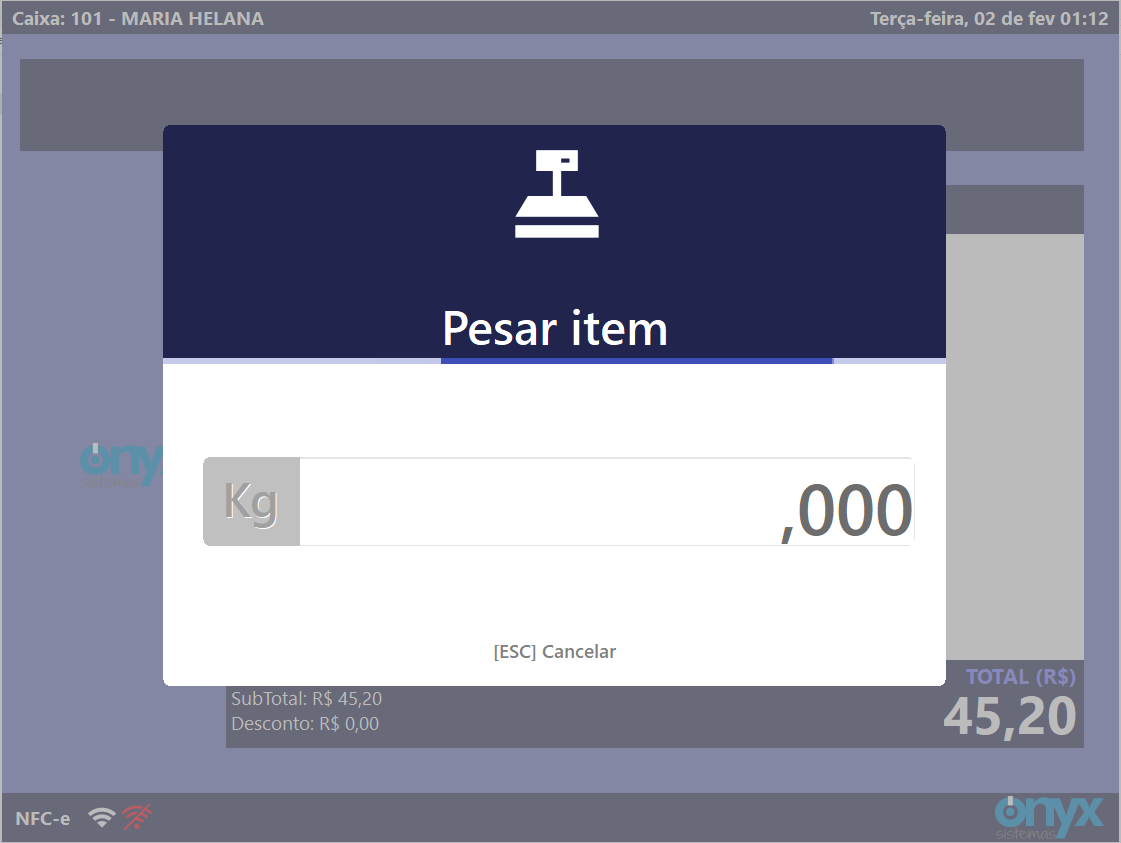 Caixa: 101 - MARIA HELANA
Terça-feira, 02 de fev 01:12
Pesar item
onyx
sistemas
Kg
,000
[ESC] Cancelar
SubTotal: R$ 45,20
Desconto: R$ 0,00
TOTAL (R$)
45,20
NFC-e
onyx
sistemas